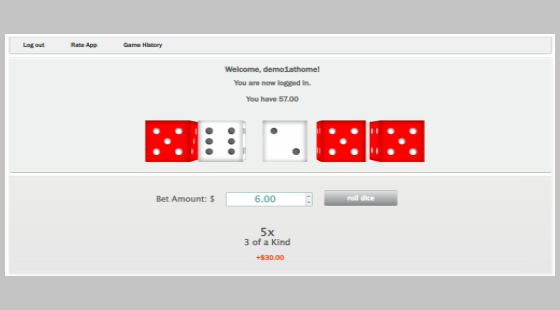 Log out Rate App Game History
Welcome, demo1athome!
You are now logged in.
You have 57.00
Bet Amount: $ 6.00 roll dice
5x
3 of a Kind
+$30.00